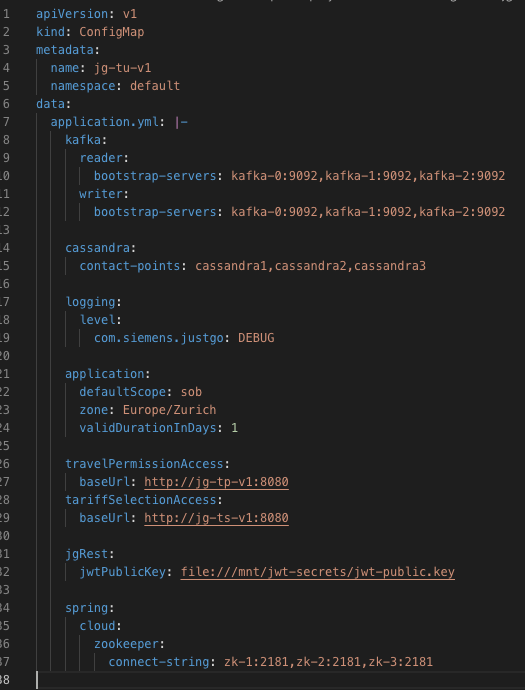 1 apiVersion: v1
2 kind: ConfigMap
3 metadata:
4   name: jg-tu-v1
5   namespace: default
6 data:
7   application.yml: |-
8     kafka:
9       reader:
10         bootstrap-servers: kafka-0:9092,kafka-1:9092,kafka-2:9092
11       writer:
12         bootstrap-servers: kafka-0:9092,kafka-1:9092,kafka-2:9092
13
14     cassandra:
15       contact-points: cassandra1,cassandra2,cassandra3
16
17     logging:
18       level:
19         com.siemens.justgo: DEBUG
20
21     application:
22       defaultScope: sob
23       zone: Europe/Zurich
24       validDurationInDays: 1
25
26     travelPermissionAccess:
27       baseUrl: http://jg-tp-v1:8080
28     tariffSelectionAccess:
29       baseUrl: http://jg-ts-v1:8080
30
31     jgRest:
32       jwtPublicKey: file:///mnt/jwt-secrets/jwt-public.key
33
34     spring:
35       cloud:
36         zookeeper:
37           connect-string: zk-1:2181,zk-2:2181,zk-3:2181
38